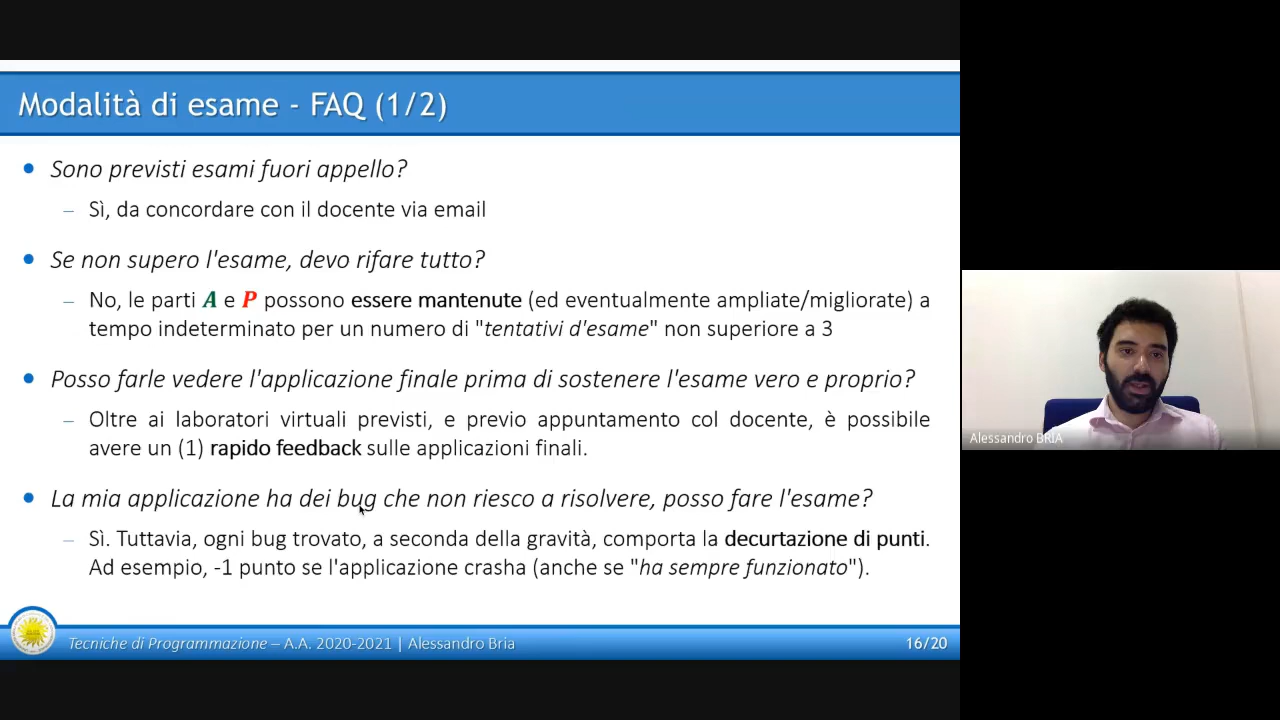 Modalità di esame - FAQ (1/2)
• Sono previsti esami fuori appello?
– Sì, da concordare con il docente via email
• Se non supero l'esame, devo rifare tutto?
– No, le parti A e P possono essere mantenute (ed eventualmente ampliate/migliorate) a
tempo indeterminato per un numero di "tentativi d'esame" non superiore a 3
• Posso farle vedere l'applicazione finale prima di sostenere l'esame vero e proprio?
– Oltre ai laboratori virtuali previsti, e previo appuntamento col docente, è possibile
avere un (1) rapido feedback sulle applicazioni finali.
• La mia applicazione ha dei bug che non riesco a risolvere, posso fare l'esame?
– Sì. Tuttavia, ogni bug trovato, a seconda della gravità, comporta la decurtazione di punti.
Ad esempio, -1 punto se l'applicazione crasha (anche se "ha sempre funzionato").
Tecniche di Programmazione – A.A. 2020-2021 | Alessandro Bria
16/20
Alessandro BRIA